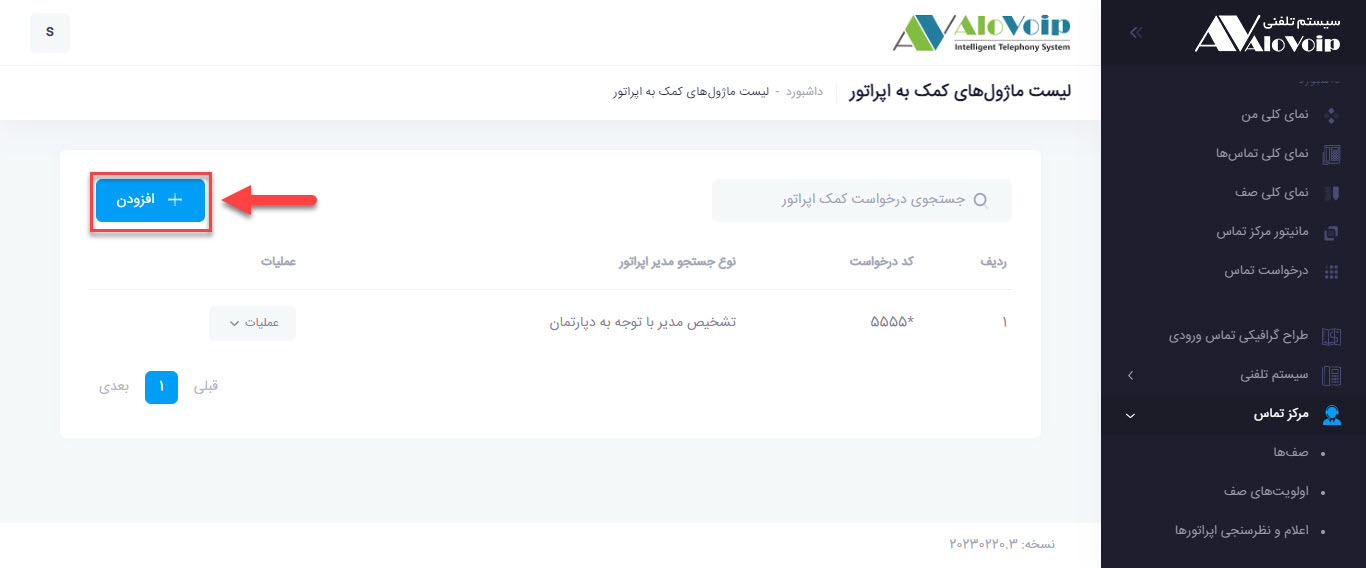 سیستم تلفنی
AloVoip
داشبورد
نمای کلی من
نمای کلی تماس‌ها
نمای کلی صف
مانیتور مرکز تماس
درخواست تماس
طراح گرافیکی تماس ورودی
سیستم تلفنی
مرکز تماس
صف‌ها
اولویت‌های صف
اعلام و نظرسنجی اپراتورها
AloVoip
Intelligent Telephony System
S
لیست ماژول‌های کمک به اپراتور
داشبورد - لیست ماژول‌های کمک به اپراتور
جستجوی درخواست کمک اپراتور
افزودن
ردیف کد درخواست نوع جستجو مدیر اپراتور عملیات
۱ *۵۵۵۵ تشخیص مدیر با توجه به دپارتمان عملیات
قبلی ۱ بعدی
نسخه: ۲۰۲۳۰۲۲۰.۳